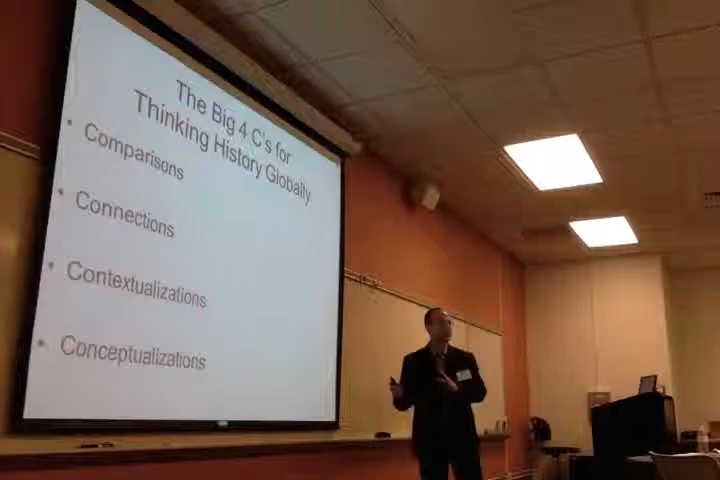 The Big 4 C's for
Thinking History Globally
• Comparisons
• Connections
• Contextualizations
• Conceptualizations